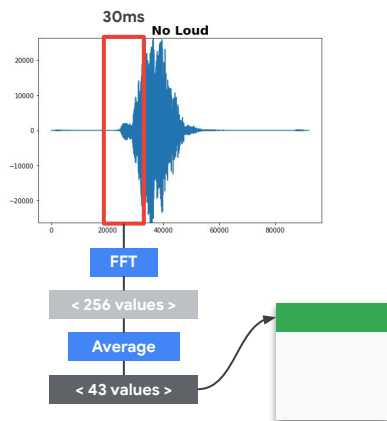 30ms
No Loud
20000
10000
0
−10000
−20000
0 20000 40000 60000 80000
FFT
< 256 values >
Average
< 43 values >